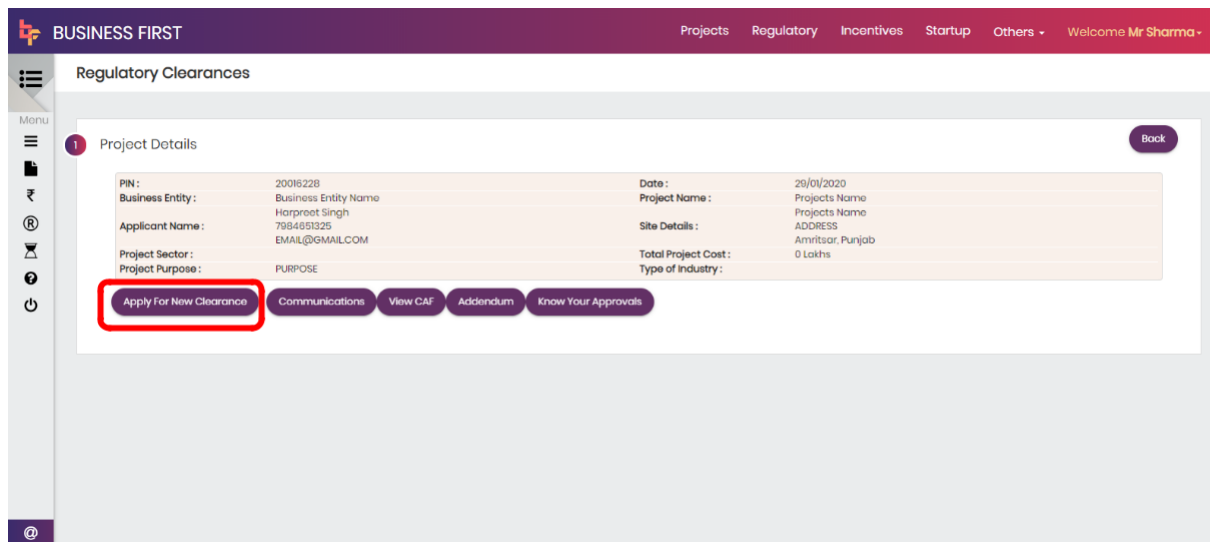 BUSINESS FIRST Projects Regulatory Incentives Startup Others Welcome Mr Sharma
Regulatory Clearances
Menu
1 Project Details Back
PIN : 20016228 Date : 29/01/2020
Business Entity : Business Entity Name Project Name : Projects Name
Harpreet Singh Projects Name
Applicant Name : 7984651325 Site Details : ADDRESS
EMAIL@GMAIL.COM Amritsar, Punjab
Project Sector : Total Project Cost : 0 Lakhs
Project Purpose : PURPOSE Type of Industry :
Apply For New Clearance Communications View CAF Addendum Know Your Approvals